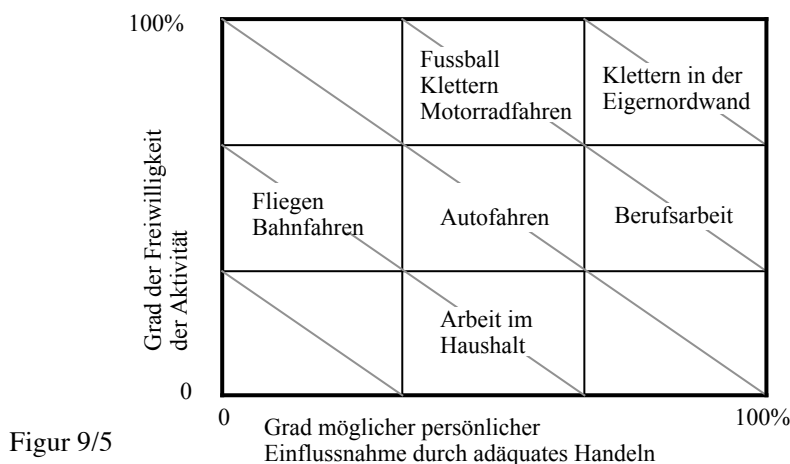 100%
Fussball
Klettern
Motorradfahren
Klettern in der
Eigernordwand
Grad der Freiwilligkeit
der Aktivität
Fliegen
Bahnfahren
Autofahren
Berufsarbeit
Arbeit im
Haushalt
0
0
100%
Grad möglicher persönlicher
Einflussnahme durch adäquates Handeln
Figur 9/5